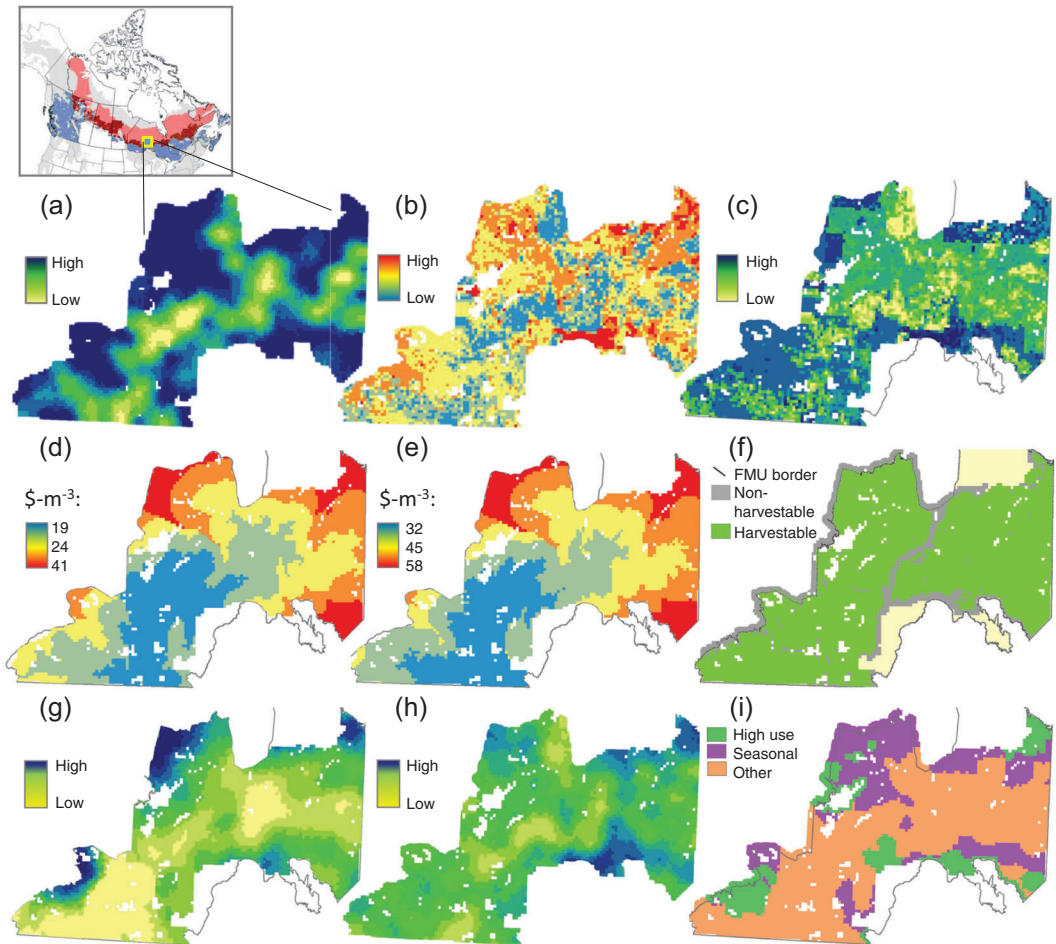 (a)
High
Low
(b)
High
Low
(c)
High
Low
(d)
$-m⁻³:
19
24
41
(e)
$-m⁻³:
32
45
58
(f)
FMU border
Non-
harvestable
Harvestable
(g)
High
Low
(h)
High
Low
(i)
High use
Seasonal
Other